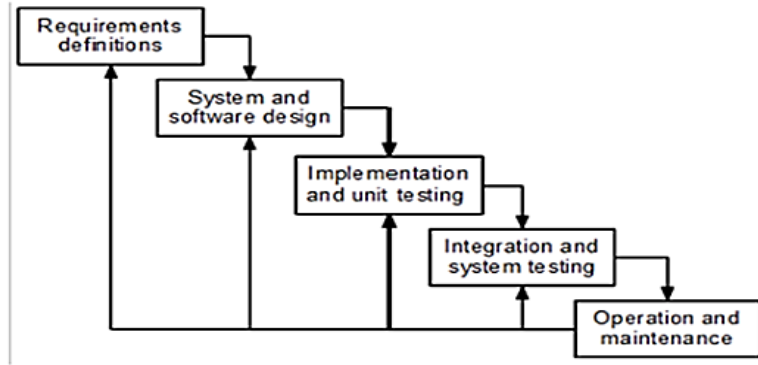 Requirements
definitions
System and
software design
Implementation
and unit testing
Integration and
system testing
Operation and
maintenance